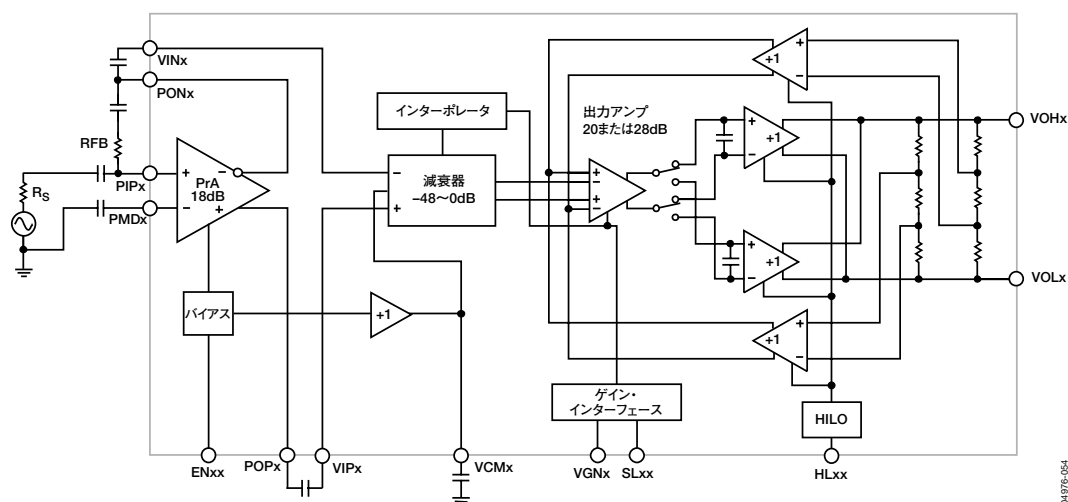 VINx
PONx
RFB
PIPx
RS
PMDx
+
−
PrA
18dB
−
+
バイアス
ENxx
POPx
VIPx
+1
VCMx
インターポレータ
−
+
減衰器
−48〜0dB
出力アンプ
20または28dB
+
−
+
−
+1
+
−
+
−
+1
+
−
+1
+1
+
−
VOHx
VOLx
ゲイン・
インターフェース
VGNx
SLxx
HILO
HLxx
04976-054